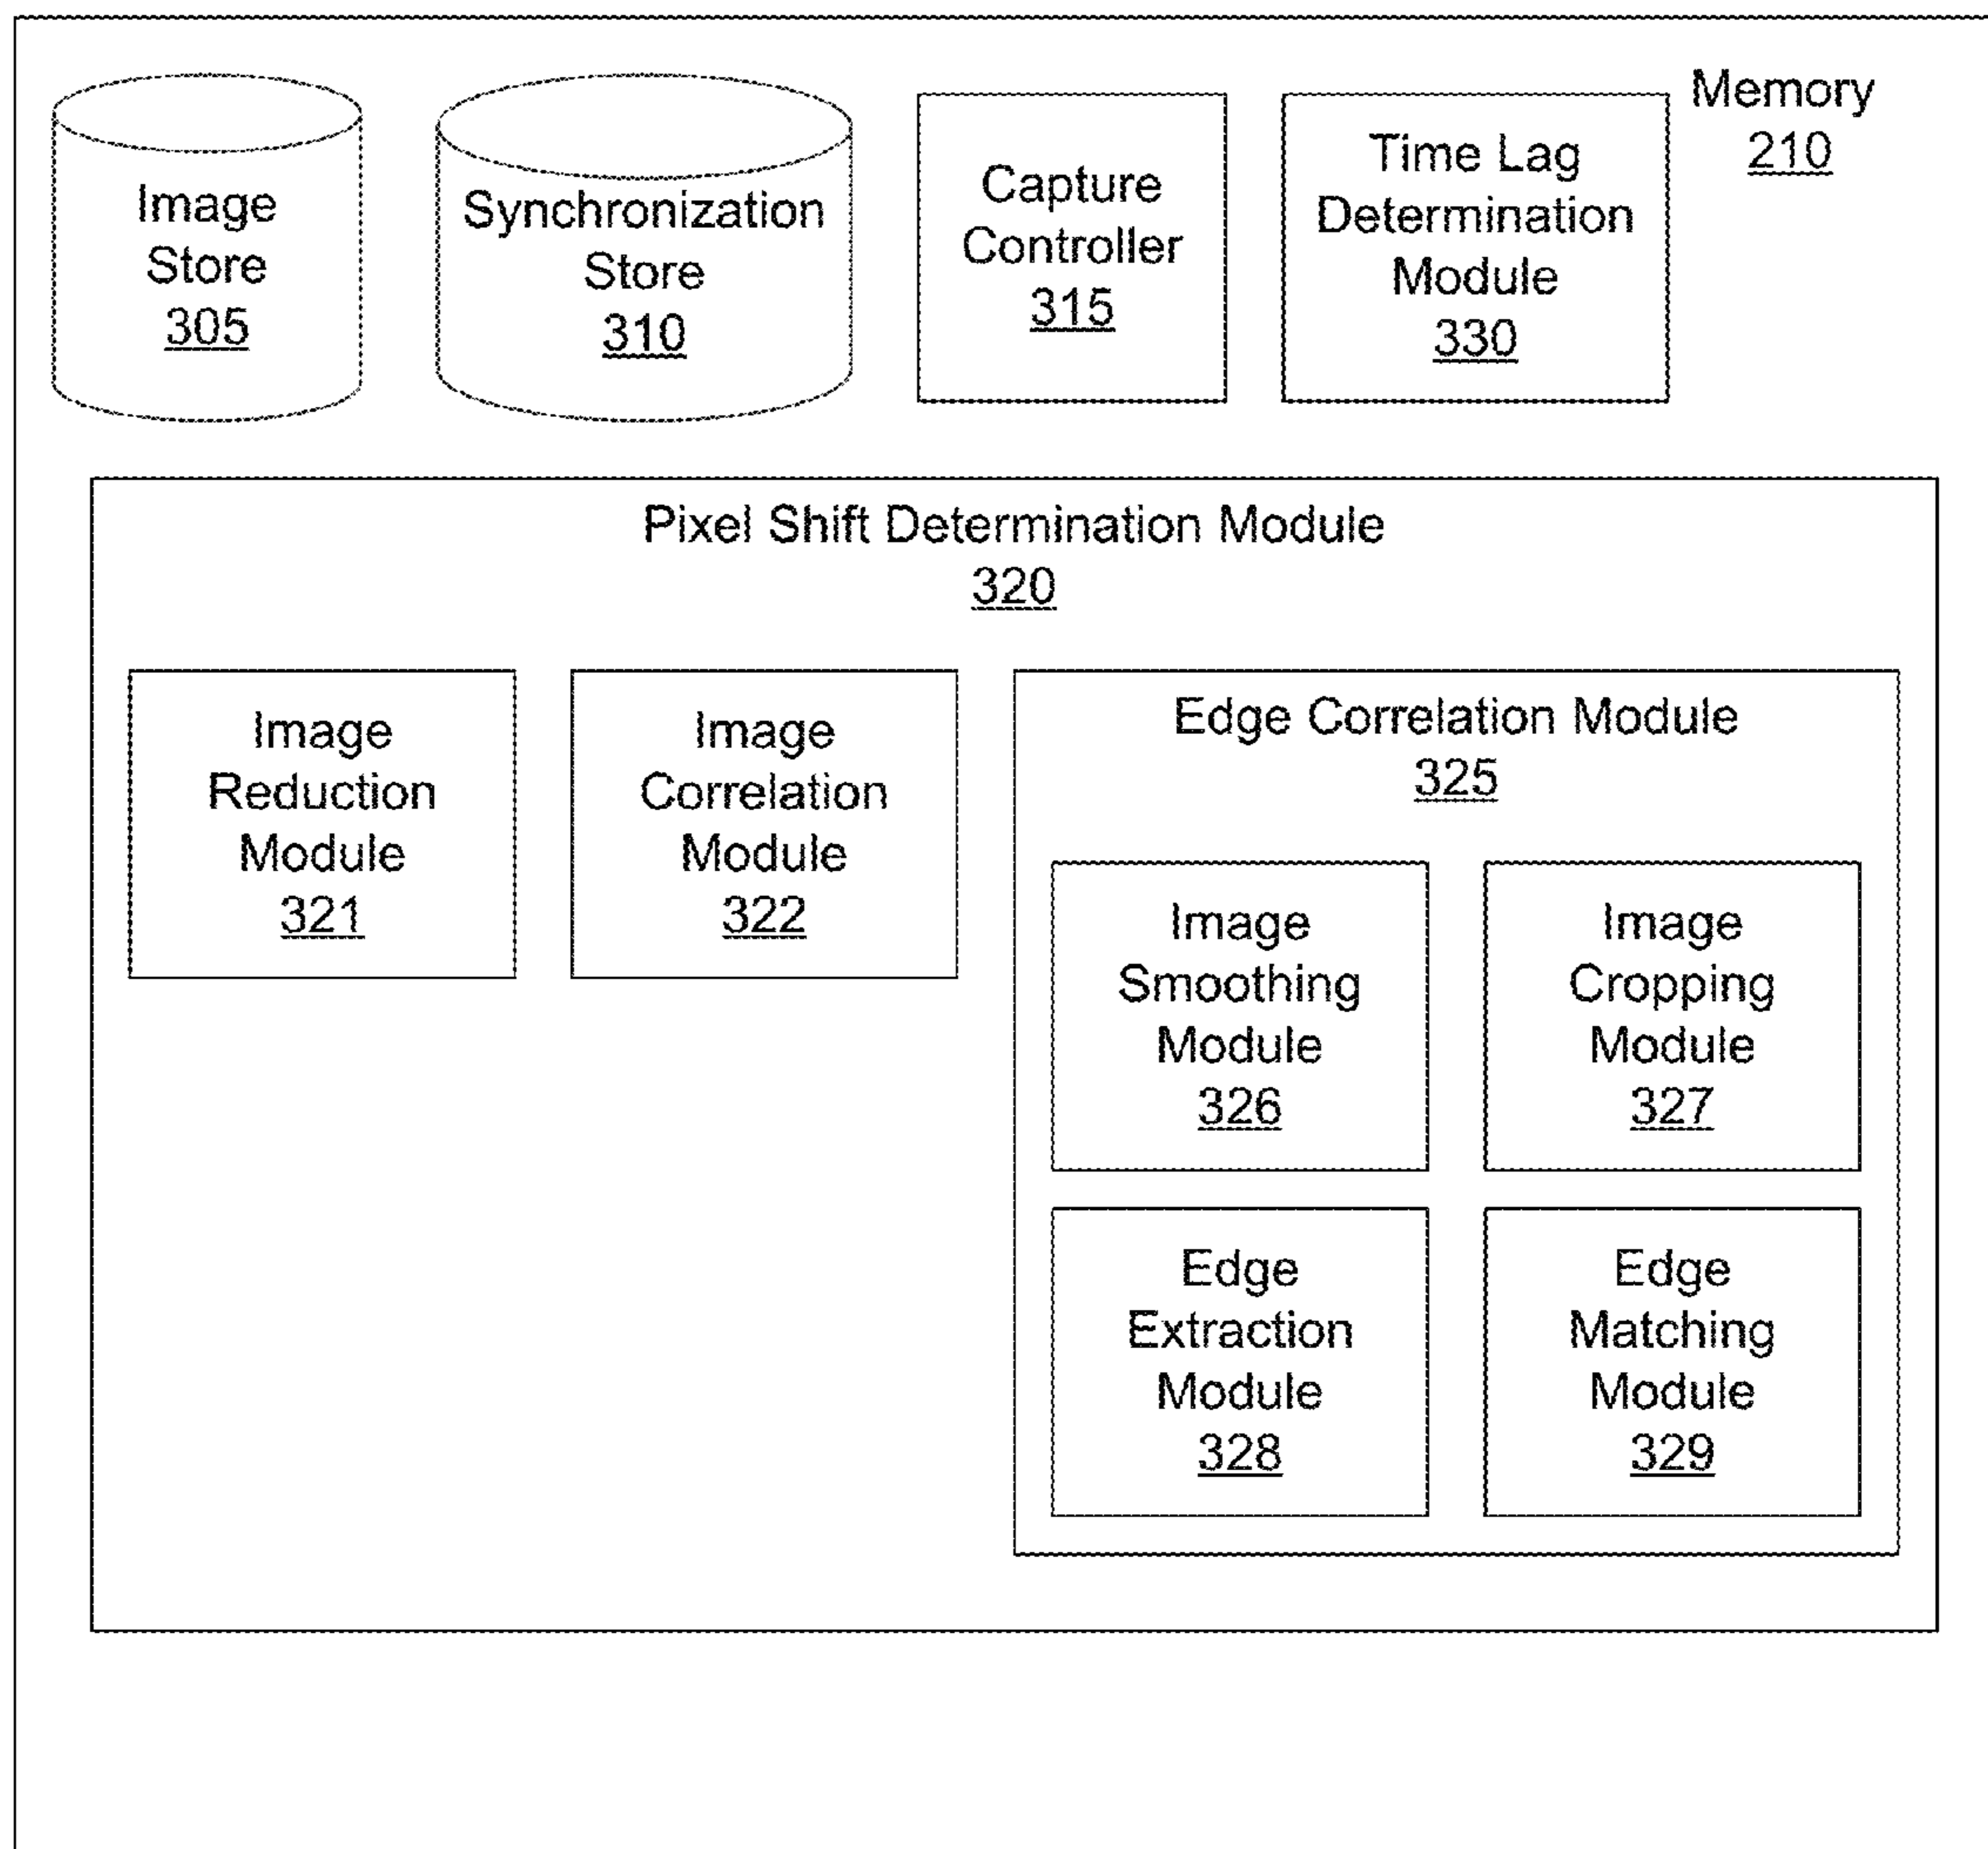 Memory
210
Image
Store
305
Synchronization
Store
310
Capture
Controller
315
Time Lag
Determination
Module
330
Pixel Shift Determination Module
320
Image
Reduction
Module
321
Image
Correlation
Module
322
Edge Correlation Module
325
Image
Smoothing
Module
326
Image
Cropping
Module
327
Edge
Extraction
Module
328
Edge
Matching
Module
329